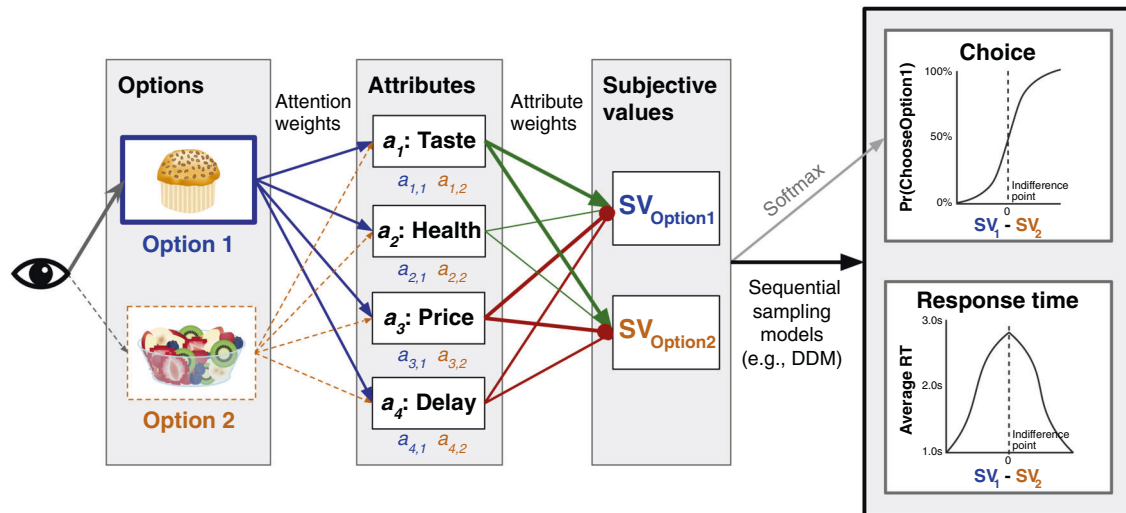 Options
Option 1
Option 2
Attention
weights
Attributes
a1: Taste
a1,1 a1,2
a2: Health
a2,1 a2,2
a3: Price
a3,1 a3,2
a4: Delay
a4,1 a4,2
Attribute
weights
Subjective
values
SVOption1
SVOption2
Softmax
Sequential
sampling
models
(e.g., DDM)
Choice
Pr(ChooseOption1)
100%
50%
0%
Indifference
point
0
SV1 - SV2
Response time
Average RT
3.0s
2.0s
1.0s
Indifference
point
0
SV1 - SV2